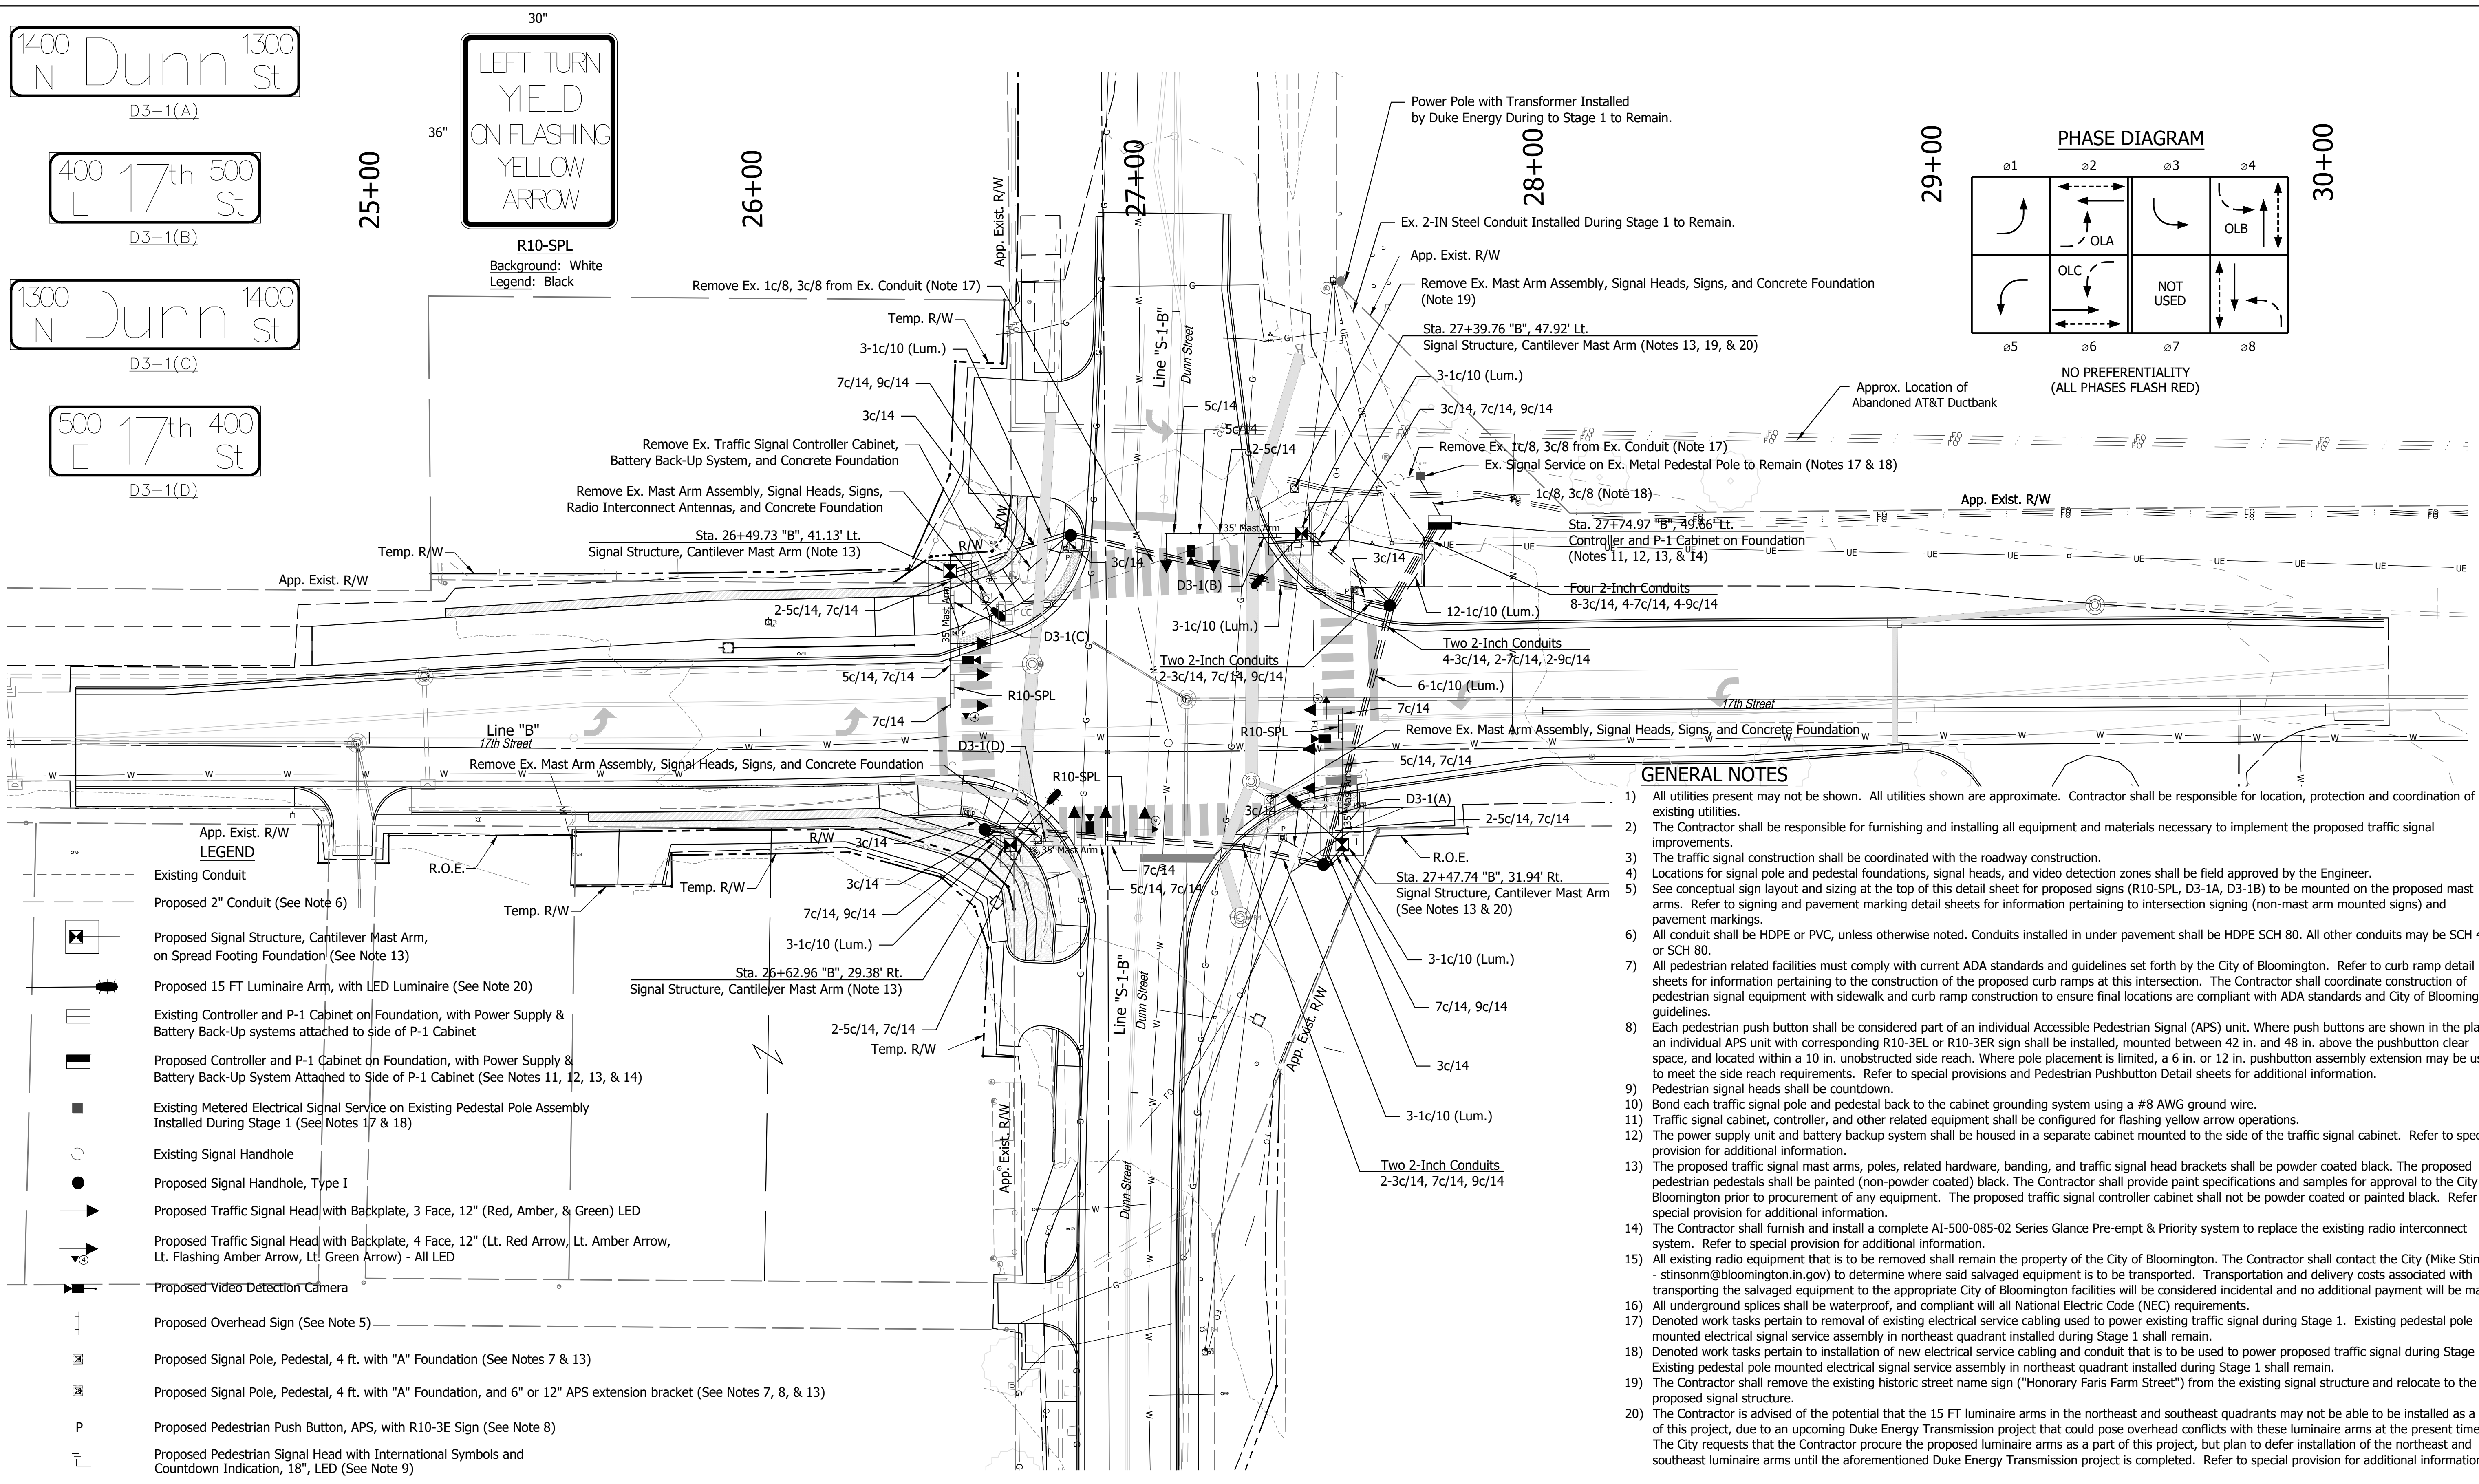 1400 N Dunn 1300 St
D3-1(A)
400 E 17th 500 St
D3-1(B)
1300 N Dunn 1400 St
D3-1(C)
500 E 17th 400 St
D3-1(D)
30"
36"
LEFT TURN
YIELD
ON FLASHING
YELLOW
ARROW
R10-SPL
Background: White
Legend: Black
25+00
26+00
27+00
28+00
29+00
30+00
PHASE DIAGRAM
ø1 ø2 ø3 ø4
OLA
OLB
OLC
NOT
USED
ø5 ø6 ø7 ø8
NO PREFERENTIALITY
(ALL PHASES FLASH RED)
Power Pole with Transformer Installed
by Duke Energy During to Stage 1 to Remain.
Ex. 2-IN Steel Conduit Installed During Stage 1 to Remain.
App. Exist. R/W
Remove Ex. Mast Arm Assembly, Signal Heads, Signs, and Concrete Foundation
(Note 19)
Sta. 27+39.76 "B", 47.92' Lt.
Signal Structure, Cantilever Mast Arm (Notes 13, 19, & 20)
3-1c/10 (Lum.)
3c/14, 7c/14, 9c/14
Remove Ex. 1c/8, 3c/8 from Ex. Conduit (Note 17)
Ex. Signal Service on Ex. Metal Pedestal Pole to Remain (Notes 17 & 18)
1c/8, 3c/8 (Note 18)
Approx. Location of
Abandoned AT&T Ductbank
App. Exist. R/W
Sta. 27+74.97 "B", 49.66' Lt.
Controller and P-1 Cabinet on Foundation
(Notes 11, 12, 13, & 14)
Four 2-Inch Conduits
8-3c/14, 4-7c/14, 4-9c/14
12-1c/10 (Lum.)
Two 2-Inch Conduits
4-3c/14, 2-7c/14, 2-9c/14
6-1c/10 (Lum.)
7c/14
R10-SPL
Remove Ex. Mast Arm Assembly, Signal Heads, Signs, and Concrete Foundation
5c/14, 7c/14
D3-1(A)
2-5c/14, 7c/14
R.O.E.
Sta. 27+47.74 "B", 31.94' Rt.
Signal Structure, Cantilever Mast Arm
(See Notes 13 & 20)
3-1c/10 (Lum.)
7c/14, 9c/14
3c/14
3-1c/10 (Lum.)
Two 2-Inch Conduits
2-3c/14, 7c/14, 9c/14
App. Exist. R/W
App. Exist. R/W
Line "S-1-B"
Dunn Street
Remove Ex. 1c/8, 3c/8 from Ex. Conduit (Note 17)
Temp. R/W
3-1c/10 (Lum.)
7c/14, 9c/14
3c/14
Remove Ex. Traffic Signal Controller Cabinet,
Battery Back-Up System, and Concrete Foundation
Remove Ex. Mast Arm Assembly, Signal Heads, Signs,
Radio Interconnect Antennas, and Concrete Foundation
Sta. 26+49.73 "B", 41.13' Lt.
Signal Structure, Cantilever Mast Arm (Note 13)
R/W
R/W
Temp. R/W
App. Exist. R/W
5c/14
5c/14
2-5c/14
35' Mast Arm
3c/14
3c/14
D3-1(B)
3-1c/10 (Lum.)
Two 2-Inch Conduits
2-3c/14, 7c/14, 9c/14
2-5c/14, 7c/14
35' Mast Arm
D3-1(C)
5c/14, 7c/14
R10-SPL
7c/14
Line "B"
17th Street
17th Street
D3-1(D)
Remove Ex. Mast Arm Assembly, Signal Heads, Signs, and Concrete Foundation
R10-SPL
3c/14
35' Mast Arm
35' Mast Arm
7c/14
5c/14, 7c/14
App. Exist. R/W
R.O.E.
Temp. R/W
Temp. R/W
R/W
3c/14
3c/14
7c/14, 9c/14
3-1c/10 (Lum.)
Sta. 26+62.96 "B", 29.38' Rt.
Signal Structure, Cantilever Mast Arm (Note 13)
2-5c/14, 7c/14
Temp. R/W
Line "S-1-B"
Dunn Street
Dunn Street
App. Exist. R/W
LEGEND
Existing Conduit
Proposed 2" Conduit (See Note 6)
Proposed Signal Structure, Cantilever Mast Arm,
on Spread Footing Foundation (See Note 13)
Proposed 15 FT Luminaire Arm, with LED Luminaire (See Note 20)
Existing Controller and P-1 Cabinet on Foundation, with Power Supply &
Battery Back-Up systems attached to side of P-1 Cabinet
Proposed Controller and P-1 Cabinet on Foundation, with Power Supply &
Battery Back-Up System Attached to Side of P-1 Cabinet (See Notes 11, 12, 13, & 14)
Existing Metered Electrical Signal Service on Existing Pedestal Pole Assembly
Installed During Stage 1 (See Notes 17 & 18)
Existing Signal Handhole
Proposed Signal Handhole, Type I
Proposed Traffic Signal Head with Backplate, 3 Face, 12" (Red, Amber, & Green) LED
Proposed Traffic Signal Head with Backplate, 4 Face, 12" (Lt. Red Arrow, Lt. Amber Arrow,
Lt. Flashing Amber Arrow, Lt. Green Arrow) - All LED
Proposed Video Detection Camera
Proposed Overhead Sign (See Note 5)
Proposed Signal Pole, Pedestal, 4 ft. with "A" Foundation (See Notes 7 & 13)
Proposed Signal Pole, Pedestal, 4 ft. with "A" Foundation, and 6" or 12" APS extension bracket (See Notes 7, 8, & 13)
P Proposed Pedestrian Push Button, APS, with R10-3E Sign (See Note 8)
Proposed Pedestrian Signal Head with International Symbols and
Countdown Indication, 18", LED (See Note 9)
GENERAL NOTES
1) All utilities present may not be shown. All utilities shown are approximate. Contractor shall be responsible for location, protection and coordination of
existing utilities.
2) The Contractor shall be responsible for furnishing and installing all equipment and materials necessary to implement the proposed traffic signal
improvements.
3) The traffic signal construction shall be coordinated with the roadway construction.
4) Locations for signal pole and pedestal foundations, signal heads, and video detection zones shall be field approved by the Engineer.
5) See conceptual sign layout and sizing at the top of this detail sheet for proposed signs (R10-SPL, D3-1A, D3-1B) to be mounted on the proposed mast
arms. Refer to signing and pavement marking detail sheets for information pertaining to intersection signing (non-mast arm mounted signs) and
pavement markings.
6) All conduit shall be HDPE or PVC, unless otherwise noted. Conduits installed in under pavement shall be HDPE SCH 80. All other conduits may be SCH 4
or SCH 80.
7) All pedestrian related facilities must comply with current ADA standards and guidelines set forth by the City of Bloomington. Refer to curb ramp detail
sheets for information pertaining to the construction of the proposed curb ramps at this intersection. The Contractor shall coordinate construction of
pedestrian signal equipment with sidewalk and curb ramp construction to ensure final locations are compliant with ADA standards and City of Blooming
guidelines.
8) Each pedestrian push button shall be considered part of an individual Accessible Pedestrian Signal (APS) unit. Where push buttons are shown in the pla
an individual APS unit with corresponding R10-3EL or R10-3ER sign shall be installed, mounted between 42 in. and 48 in. above the pushbutton clear
space, and located within a 10 in. unobstructed side reach. Where pole placement is limited, a 6 in. or 12 in. pushbutton assembly extension may be us
to meet the side reach requirements. Refer to special provisions and Pedestrian Pushbutton Detail sheets for additional information.
9) Pedestrian signal heads shall be countdown.
10) Bond each traffic signal pole and pedestal back to the cabinet grounding system using a #8 AWG ground wire.
11) Traffic signal cabinet, controller, and other related equipment shall be configured for flashing yellow arrow operations.
12) The power supply unit and battery backup system shall be housed in a separate cabinet mounted to the side of the traffic signal cabinet. Refer to spec
provision for additional information.
13) The proposed traffic signal mast arms, poles, related hardware, banding, and traffic signal head brackets shall be powder coated black. The proposed
pedestrian pedestals shall be painted (non-powder coated) black. The Contractor shall provide paint specifications and samples for approval to the City
Bloomington prior to procurement of any equipment. The proposed traffic signal controller cabinet shall not be powder coated or painted black. Refer
special provision for additional information.
14) The Contractor shall furnish and install a complete AI-500-085-02 Series Glance Pre-empt & Priority system to replace the existing radio interconnect
system. Refer to special provision for additional information.
15) All existing radio equipment that is to be removed shall remain the property of the City of Bloomington. The Contractor shall contact the City (Mike Stin
- stinsonm@bloomington.in.gov) to determine where said salvaged equipment is to be transported. Transportation and delivery costs associated with
transporting the salvaged equipment to the appropriate City of Bloomington facilities will be considered incidental and no additional payment will be ma
16) All underground splices shall be waterproof, and compliant will all National Electric Code (NEC) requirements.
17) Denoted work tasks pertain to removal of existing electrical service cabling used to power existing traffic signal during Stage 1. Existing pedestal pole
mounted electrical signal service assembly in northeast quadrant installed during Stage 1 shall remain.
18) Denoted work tasks pertain to installation of new electrical service cabling and conduit that is to be used to power proposed traffic signal during Stage
Existing pedestal pole mounted electrical signal service assembly in northeast quadrant installed during Stage 1 shall remain.
19) The Contractor shall remove the existing historic street name sign ("Honorary Faris Farm Street") from the existing signal structure and relocate to the
proposed signal structure.
20) The Contractor is advised of the potential that the 15 FT luminaire arms in the northeast and southeast quadrants may not be able to be installed as a
of this project, due to an upcoming Duke Energy Transmission project that could pose overhead conflicts with these luminaire arms at the present time
The City requests that the Contractor procure the proposed luminaire arms as a part of this project, but plan to defer installation of the northeast and
southeast luminaire arms until the aforementioned Duke Energy Transmission project is completed. Refer to special provision for additional information